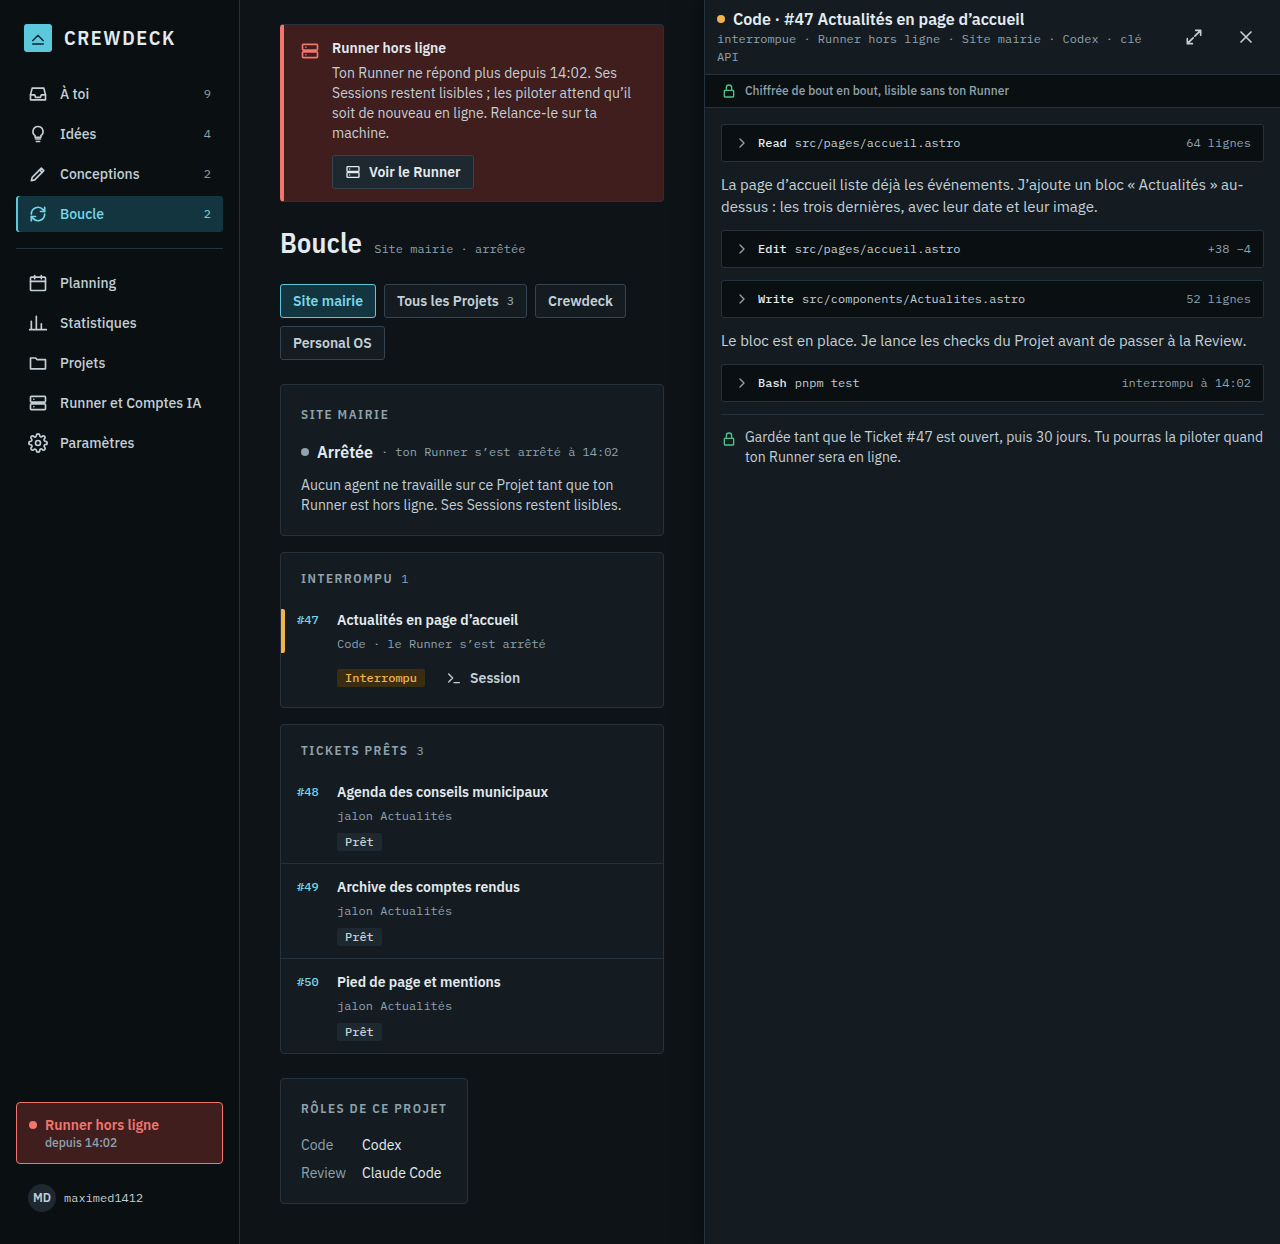 CREWDECK
À toi 9
Idées 4
Conceptions 2
Boucle 2
Planning
Statistiques
Projets
Runner et Comptes IA
Paramètres
Runner hors ligne
depuis 14:02
MD maximed1412
Runner hors ligne
Ton Runner ne répond plus depuis 14:02. Ses
Sessions restent lisibles ; les piloter attend qu’il
soit de nouveau en ligne. Relance-le sur ta
machine.
Voir le Runner
Boucle Site mairie · arrêtée
Site mairie Tous les Projets 3 Crewdeck
Personal OS
SITE MAIRIE
Arrêtée · ton Runner s’est arrêté à 14:02
Aucun agent ne travaille sur ce Projet tant que ton
Runner est hors ligne. Ses Sessions restent lisibles.
INTERROMPU 1
#47 Actualités en page d’accueil
Code · le Runner s’est arrêté
Interrompu Session
TICKETS PRÊTS 3
#48 Agenda des conseils municipaux
jalon Actualités
Prêt
#49 Archive des comptes rendus
jalon Actualités
Prêt
#50 Pied de page et mentions
jalon Actualités
Prêt
RÔLES DE CE PROJET
Code Codex
Review Claude Code
Code · #47 Actualités en page d’accueil
interrompue · Runner hors ligne · Site mairie · Codex · clé
API
Chiffrée de bout en bout, lisible sans ton Runner
Read src/pages/accueil.astro 64 lignes
La page d’accueil liste déjà les événements. J’ajoute un bloc « Actualités » au-
dessus : les trois dernières, avec leur date et leur image.
Edit src/pages/accueil.astro +38 −4
Write src/components/Actualites.astro 52 lignes
Le bloc est en place. Je lance les checks du Projet avant de passer à la Review.
Bash pnpm test interrompu à 14:02
Gardée tant que le Ticket #47 est ouvert, puis 30 jours. Tu pourras la piloter quand
ton Runner sera en ligne.